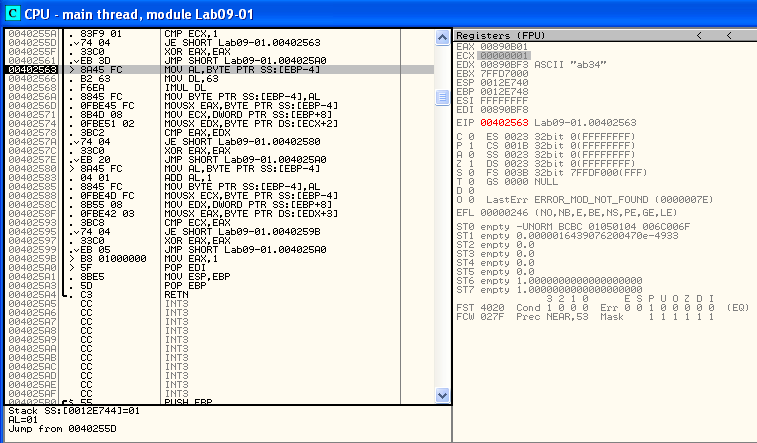 CPU - main thread, module Lab09-01
0040255A . 83F9 01 CMP ECX,1
0040255D .v74 04 JE SHORT Lab09-01.00402563
0040255F . 33C0 XOR EAX,EAX
00402561 .vEB 3D JMP SHORT Lab09-01.004025A0
00402563 > 8A45 FC MOV AL,BYTE PTR SS:[EBP-4]
00402566 . B2 63 MOV DL,63
00402568 . F6EA IMUL DL
0040256A . 8845 FC MOV BYTE PTR SS:[EBP-4],AL
0040256D . 0FBE45 FC MOVSX EAX,BYTE PTR SS:[EBP-4]
00402571 . 8B4D 08 MOV ECX,DWORD PTR SS:[EBP+8]
00402574 . 0FBE51 02 MOVSX EDX,BYTE PTR DS:[ECX+2]
00402578 . 3BC2 CMP EAX,EDX
0040257A .v74 04 JE SHORT Lab09-01.00402580
0040257C . 33C0 XOR EAX,EAX
0040257E .vEB 20 JMP SHORT Lab09-01.004025A0
00402580 > 8A45 FC MOV AL,BYTE PTR SS:[EBP-4]
00402583 . 04 01 ADD AL,1
00402585 . 8845 FC MOV BYTE PTR SS:[EBP-4],AL
00402588 . 0FBE4D FC MOVSX ECX,BYTE PTR SS:[EBP-4]
0040258C . 8B55 08 MOV EDX,DWORD PTR SS:[EBP+8]
0040258F . 0FBE42 03 MOVSX EAX,BYTE PTR DS:[EDX+3]
00402593 . 3BC8 CMP ECX,EAX
00402595 .v74 04 JE SHORT Lab09-01.0040259B
00402597 . 33C0 XOR EAX,EAX
00402599 .vEB 05 JMP SHORT Lab09-01.004025A0
0040259B > B8 01000000 MOV EAX,1
004025A0 > 5F POP EDI
004025A1 . 8BE5 MOV ESP,EBP
004025A3 . 5D POP EBP
004025A4 . C3 RETN
004025A5 CC INT3
004025A6 CC INT3
004025A7 CC INT3
004025A8 CC INT3
004025A9 CC INT3
004025AA CC INT3
004025AB CC INT3
004025AC CC INT3
004025AD CC INT3
004025AE CC INT3
004025AF CC INT3
004025B0 $ 55 PUSH EBP
Stack SS:[0012E744]=01
AL=01
Jump from 0040255D
Registers (FPU) < <
EAX 00890B01
ECX 00000001
EDX 00890BF3 ASCII "ab34"
EBX 7FFD7000
ESP 0012E740
EBP 0012E748
ESI FFFFFFFF
EDI 00890BF8
EIP 00402563 Lab09-01.00402563
C 0 ES 0023 32bit 0(FFFFFFFF)
P 1 CS 001B 32bit 0(FFFFFFFF)
A 0 SS 0023 32bit 0(FFFFFFFF)
Z 1 DS 0023 32bit 0(FFFFFFFF)
S 0 FS 003B 32bit 7FFDF000(FFF)
T 0 GS 0000 NULL
D 0
O 0 LastErr ERROR_MOD_NOT_FOUND (0000007E)
EFL 00000246 (NO,NB,E,BE,NS,PE,GE,LE)
ST0 empty -UNORM BCBC 01050104 006C006F
ST1 empty 0.0000016439076200470e-4933
ST2 empty 0.0
ST3 empty 0.0
ST4 empty 0.0
ST5 empty 0.0
ST6 empty 1.0000000000000000000
ST7 empty 1.0000000000000000000
3 2 1 0 E S P U O Z D I
FST 4020 Cond 1 0 0 0 Err 0 0 1 0 0 0 0 0 (EQ)
FCW 027F Prec NEAR,53 Mask 1 1 1 1 1 1